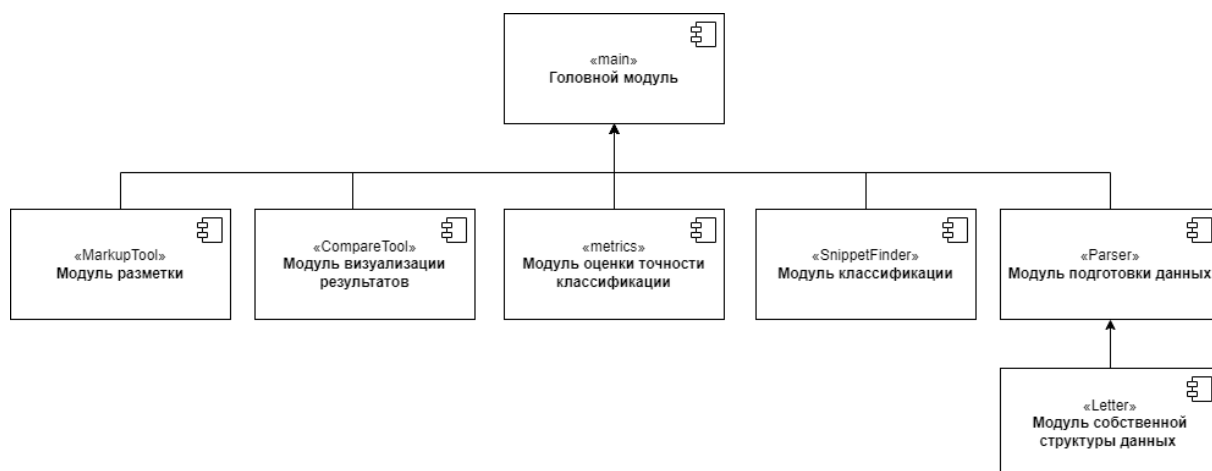 «main»
Головной модуль
«MarkupTool»
Модуль разметки
«CompareTool»
Модуль визуализации
результатов
«metrics»
Модуль оценки точности
классификации
«SnippetFinder»
Модуль классификации
«Parser»
Модуль подготовки данных
«Letter»
Модуль собственной
структуры данных